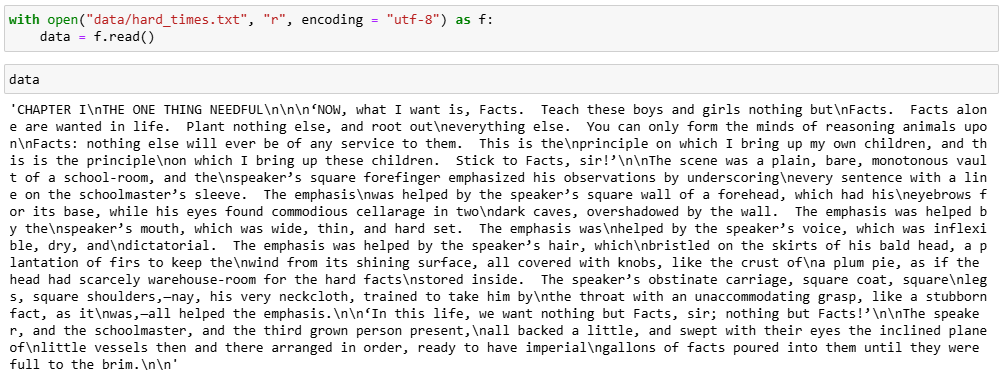 with open("data/hard_times.txt", "r", encoding = "utf-8") as f:
    data = f.read()
data
'CHAPTER I\nTHE ONE THING NEEDFUL\n\n\n‘NOW, what I want is, Facts.  Teach these boys and girls nothing but\nFacts.  Facts alon
e are wanted in life.  Plant nothing else, and root out\neverything else.  You can only form the minds of reasoning animals upo
n\nFacts: nothing else will ever be of any service to them.  This is the\nprinciple on which I bring up my own children, and th
is is the principle\non which I bring up these children.  Stick to Facts, sir!’\n\nThe scene was a plain, bare, monotonous vaul
t of a school-room, and the\nspeaker’s square forefinger emphasized his observations by underscoring\nevery sentence with a lin
e on the schoolmaster’s sleeve.  The emphasis\nwas helped by the speaker’s square wall of a forehead, which had his\neyebrows f
or its base, while his eyes found commodious cellarage in two\ndark caves, overshadowed by the wall.  The emphasis was helped b
y the\nspeaker’s mouth, which was wide, thin, and hard set.  The emphasis was\nhelped by the speaker’s voice, which was inflexi
ble, dry, and\ndictatorial.  The emphasis was helped by the speaker’s hair, which\nbristled on the skirts of his bald head, a p
lantation of firs to keep the\nwind from its shining surface, all covered with knobs, like the crust of\na plum pie, as if the
head had scarcely warehouse-room for the hard facts\nstored inside.  The speaker’s obstinate carriage, square coat, square\nleg
s, square shoulders,—nay, his very neckcloth, trained to take him by\nthe throat with an unaccommodating grasp, like a stubborn
fact, as it\nwas,—all helped the emphasis.\n\n‘In this life, we want nothing but Facts, sir; nothing but Facts!’\n\nThe speake
r, and the schoolmaster, and the third grown person present,\nall backed a little, and swept with their eyes the inclined plane
of\nlittle vessels then and there arranged in order, ready to have imperial\ngallons of facts poured into them until they were
full to the brim.\n\n'